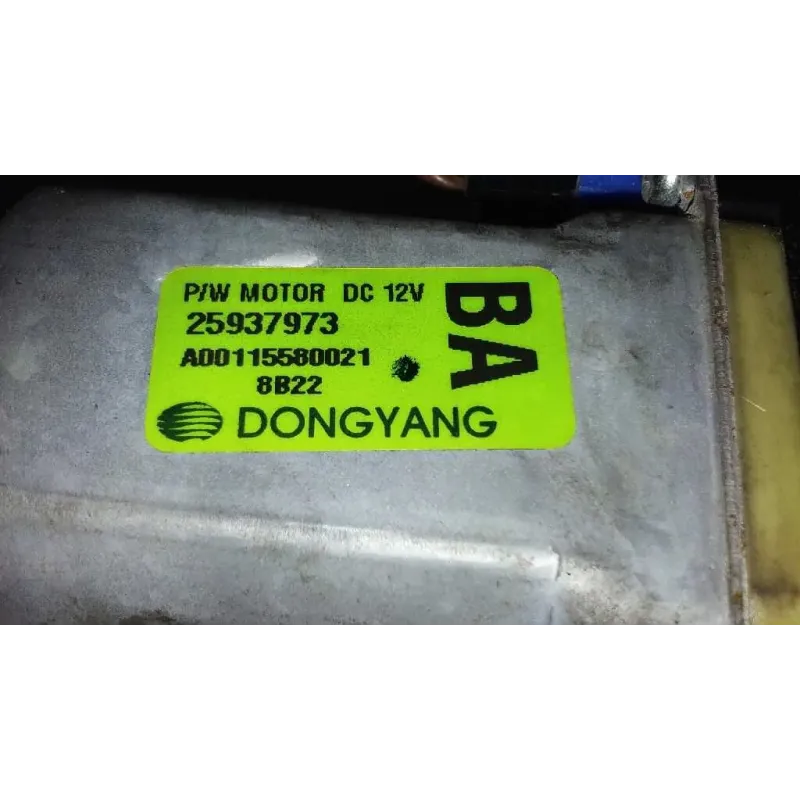 P/W MOTOR DC 12V
25937973
A00115580021
8B22
DONGYANG
BA